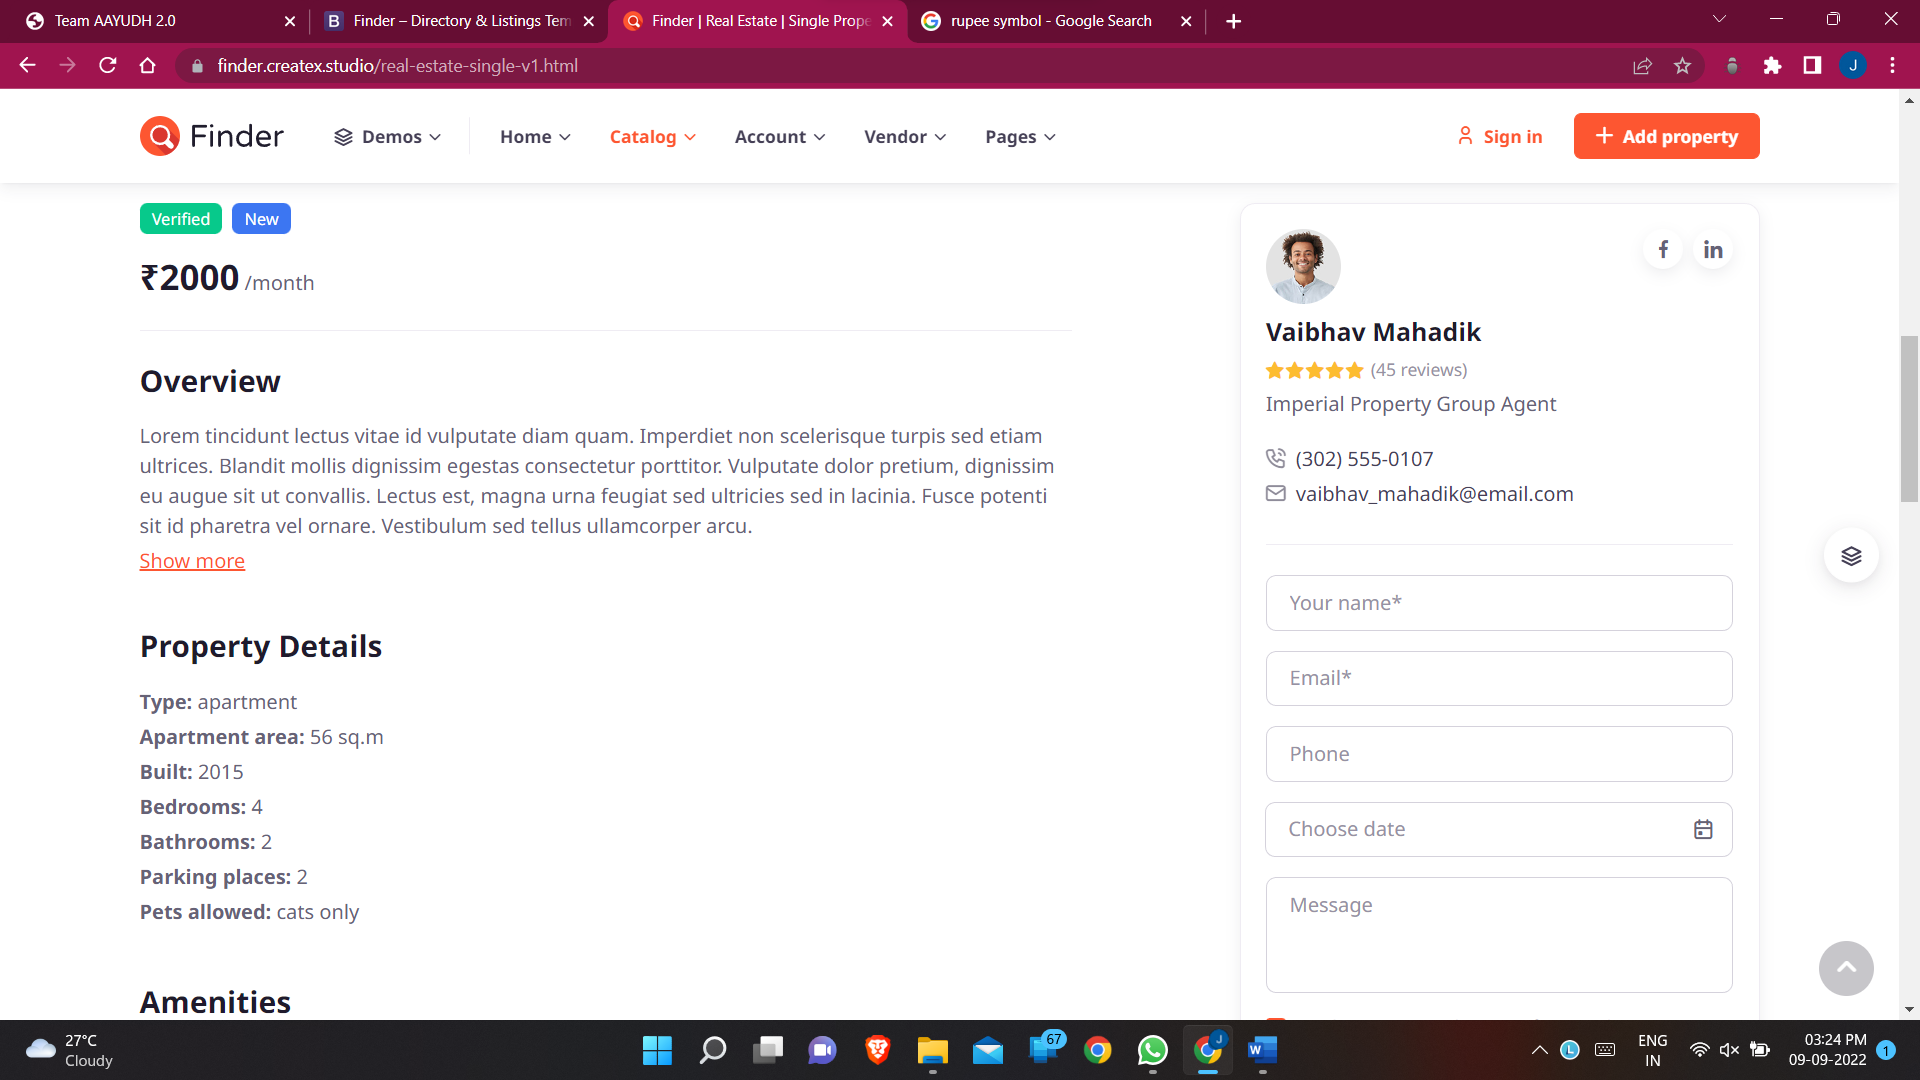 Team AAYUDH 2.0
Finder – Directory & Listings Tem
Finder | Real Estate | Single Prope
rupee symbol - Google Search
finder.createx.studio/real-estate-single-v1.html
J
Finder
Demos
Home
Catalog
Account
Vendor
Pages
Sign in
Add property
Verified
New
₹2000 /month
Overview
Lorem tincidunt lectus vitae id vulputate diam quam. Imperdiet non scelerisque turpis sed etiam
ultrices. Blandit mollis dignissim egestas consectetur porttitor. Vulputate dolor pretium, dignissim
eu augue sit ut convallis. Lectus est, magna urna feugiat sed ultricies sed in lacinia. Fusce potenti
sit id pharetra vel ornare. Vestibulum sed tellus ullamcorper arcu.
Show more
Property Details
Type: apartment
Apartment area: 56 sq.m
Built: 2015
Bedrooms: 4
Bathrooms: 2
Parking places: 2
Pets allowed: cats only
Amenities
f
in
Vaibhav Mahadik
(45 reviews)
Imperial Property Group Agent
(302) 555-0107
vaibhav_mahadik@email.com
Your name*
Email*
Phone
Choose date
Message
27°C
Cloudy
67
J
W
L
ENG
IN
03:24 PM
09-09-2022
1